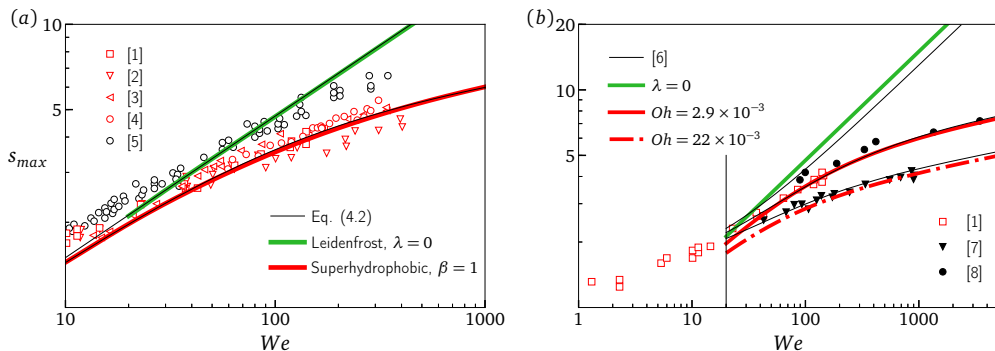 (a)
10
5
s_max
[1]
[2]
[3]
[4]
[5]
Eq. (4.2)
Leidenfrost, λ = 0
Superhydrophobic, β = 1
10
100
1000
We
(b)
20
10
5
[6]
λ = 0
Oh = 2.9 × 10⁻³
Oh = 22 × 10⁻³
[1]
[7]
[8]
1
10
100
1000
We